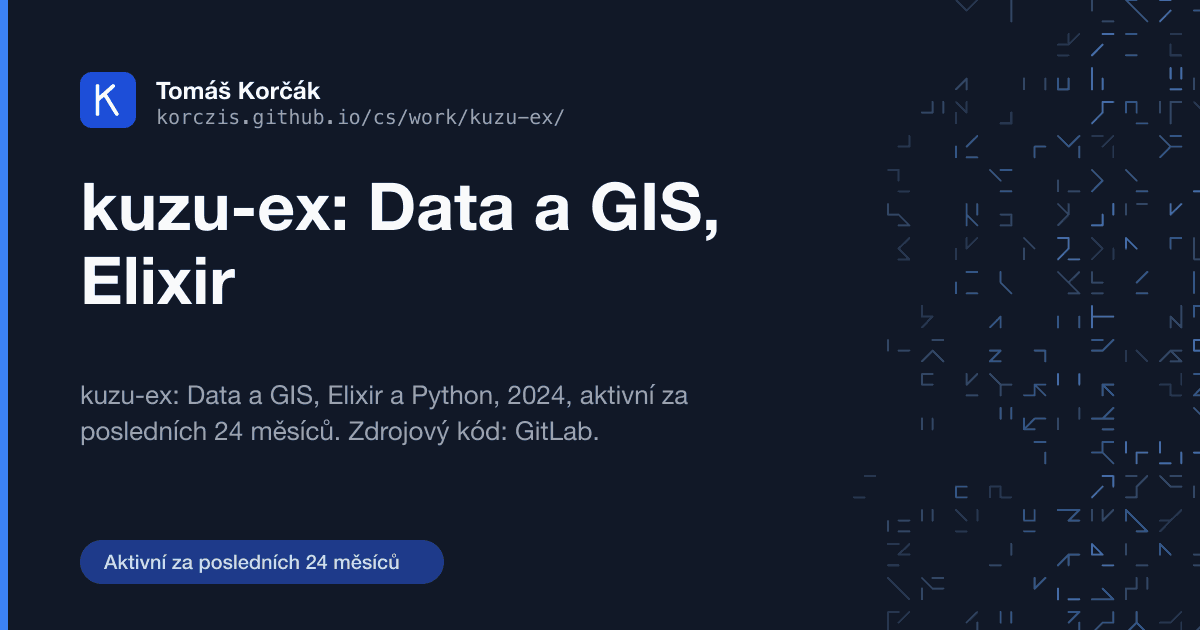 Tomáš Korčák
korczis.github.io/cs/work/kuzu-ex/
kuzu-ex: Data a GIS,
Elixir
kuzu-ex: Data a GIS, Elixir a Python, 2024, aktivní za
posledních 24 měsíců. Zdrojový kód: GitLab.
Aktivní za posledních 24 měsíců